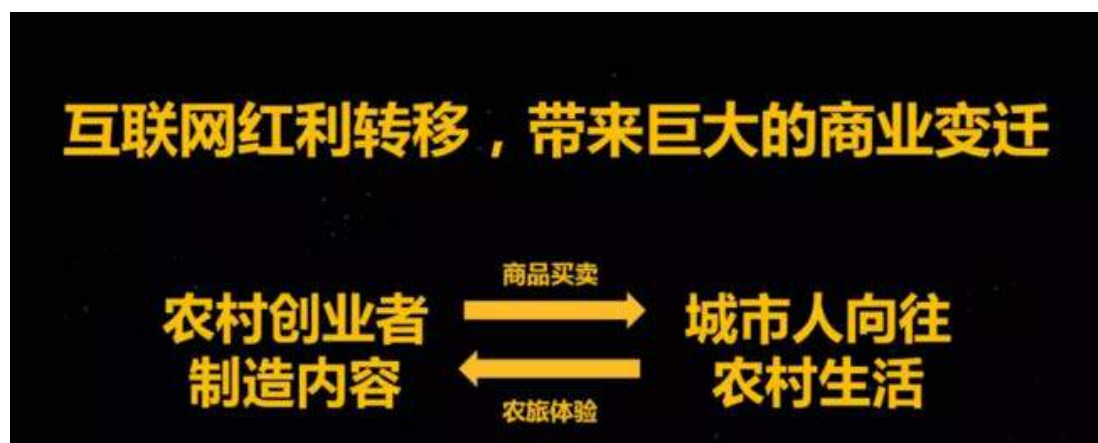 互联网红利转移，带来巨大的商业变迁
商品买卖
农村创业者
制造内容
城市人向往
农村生活
农旅体验